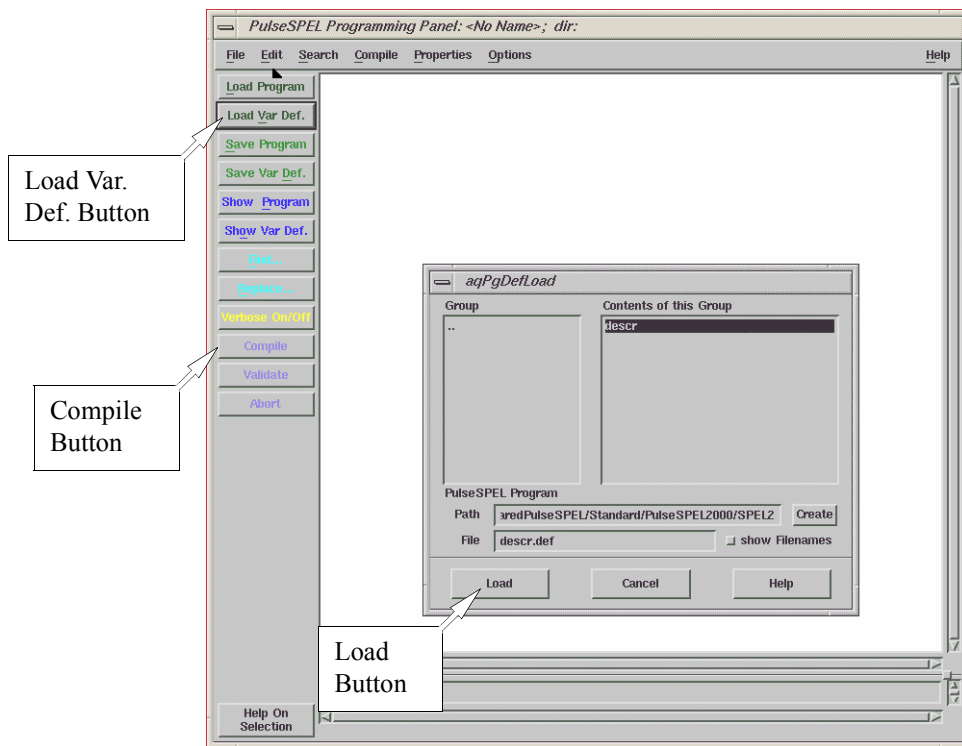 PulseSPEL Programming Panel: <No Name>; dir:
File Edit Search Compile Properties Options Help
Load Program
Load Var Def.
Save Program
Save Var Def.
Show Program
Show Var Def.
Replace...
Verbose On/Off
Compile
Validate
Abort
Help On
Selection
Load Var.
Def. Button
Compile
Button
aqPgDefLoad
Group
..
Contents of this Group
descr
PulseSPEL Program
Path aredPulseSPEL/Standard/PulseSPEL2000/SPEL2 Create
File descr.def show Filenames
Load Cancel Help
Load
Button